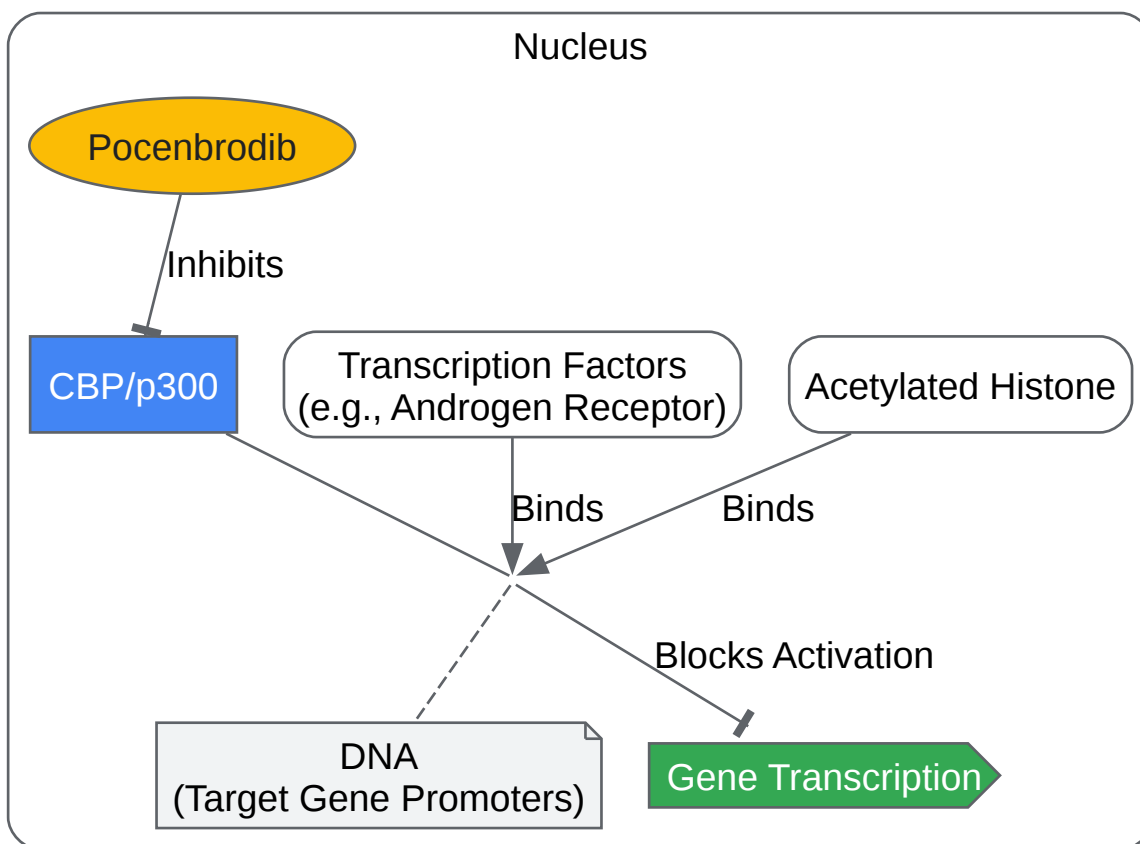 Nucleus
Pocenbrodib
Inhibits
CBP/p300
Transcription Factors
(e.g., Androgen Receptor)
Acetylated Histone
Binds
Binds
Blocks Activation
DNA
(Target Gene Promoters)
Gene Transcription